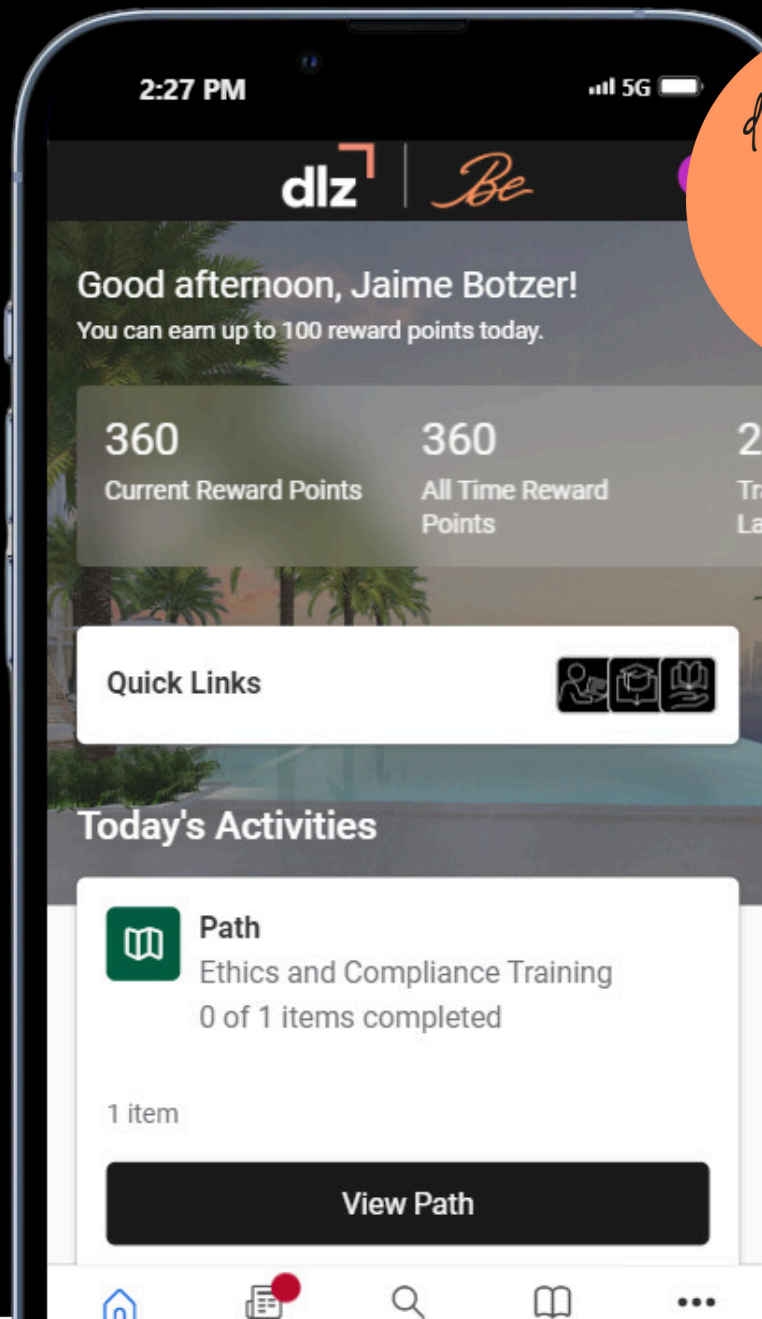 2:27 PM
5G
dlz
Be
Good afternoon, Jaime Botzer!
You can earn up to 100 reward points today.
360
Current Reward Points
360
All Time Reward
Points
2
Quick Links
Today's Activities
Path
Ethics and Compliance Training
0 of 1 items completed
1 item
View Path